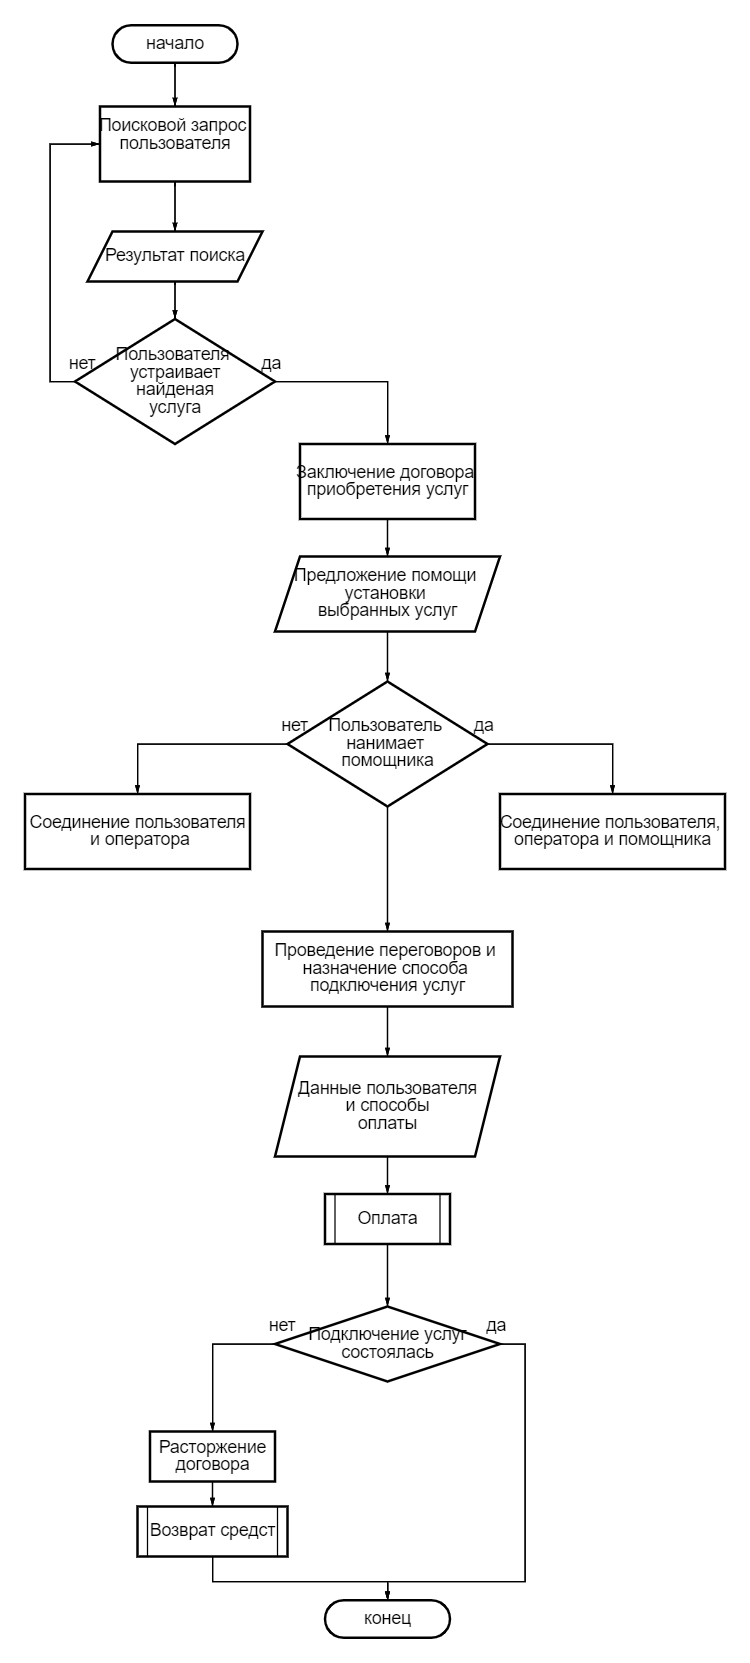 начало
Поисковой запрос
пользователя
Результат поиска
нет
Пользователя
устраивает
найденая
услуга
да
Заключение договора
приобретения услуг
Предложение помощи
установки
выбранных услуг
нет
Пользователь
нанимает
помощника
да
Соединение пользователя
и оператора
Соединение пользователя,
оператора и помощника
Проведение переговоров и
назначение способа
подключения услуг
Данные пользователя
и способы
оплаты
Оплата
нет
Подключение услуг
состоялась
да
Расторжение
договора
Возврат средст
конец